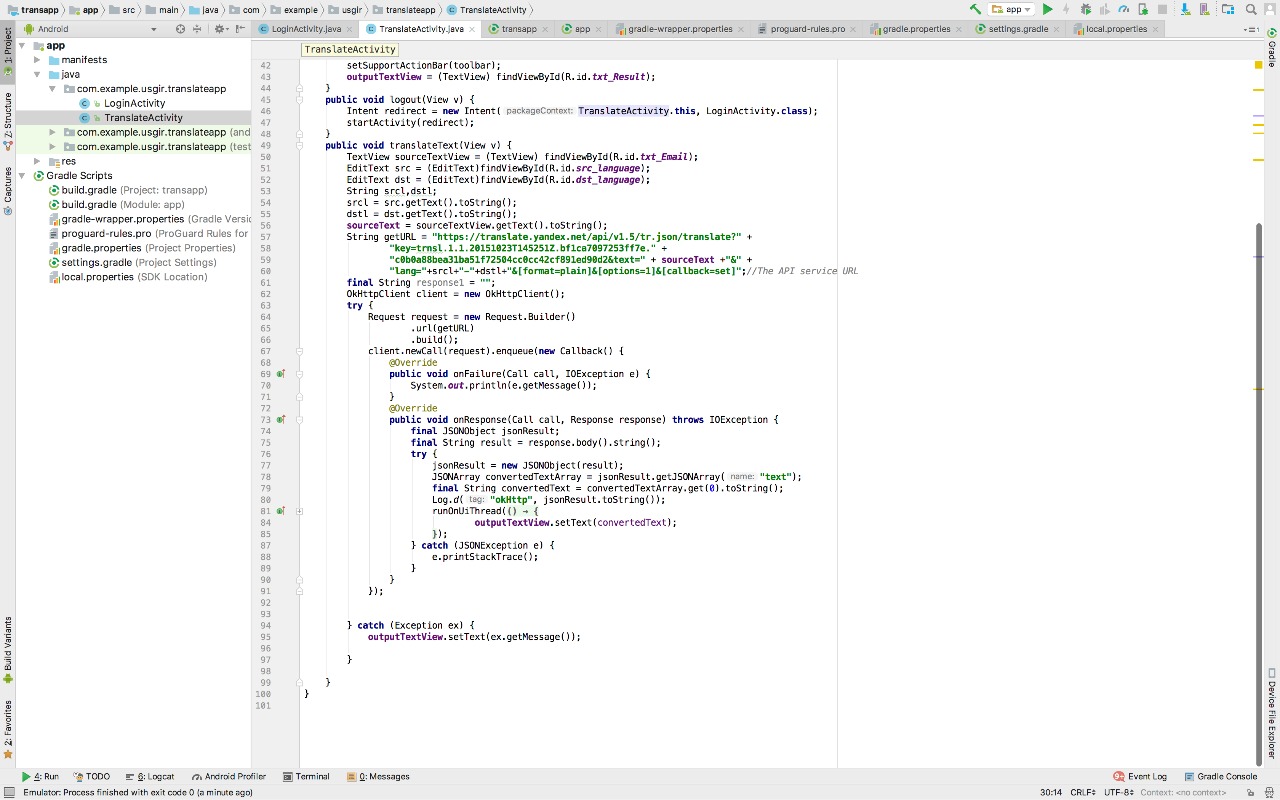 transapp app src main java com example usgir translateapp TranslateActivity
app
Android
LoginActivity.java TranslateActivity.java transapp app gradle-wrapper.properties proguard-rules.pro gradle.properties settings.gradle local.properties
1: Project
Z: Structure
Captures
Build Variants
2: Favorites
app
manifests
java
com.example.usgir.translateapp
LoginActivity
TranslateActivity
com.example.usgir.translateapp (and
com.example.usgir.translateapp (test
res
Gradle Scripts
build.gradle (Project: transapp)
build.gradle (Module: app)
gradle-wrapper.properties (Gradle Versi
proguard-rules.pro (ProGuard Rules for
gradle.properties (Project Properties)
settings.gradle (Project Settings)
local.properties (SDK Location)
TranslateActivity
42 setSupportActionBar(toolbar);
43 outputTextView = (TextView) findViewById(R.id.txt_Result);
44 }
45 public void logout(View v) {
46 Intent redirect = new Intent( packageContext: TranslateActivity.this, LoginActivity.class);
47 startActivity(redirect);
48 }
49 public void translateText(View v) {
50 TextView sourceTextView = (TextView) findViewById(R.id.txt_Email);
51 EditText src = (EditText)findViewById(R.id.src_language);
52 EditText dst = (EditText)findViewById(R.id.dst_language);
53 String srcl,dstl;
54 srcl = src.getText().toString();
55 dstl = dst.getText().toString();
56 sourceText = sourceTextView.getText().toString();
57 String getURL = "https://translate.yandex.net/api/v1.5/tr.json/translate?" +
58 "key=trnsl.1.1.20151023T145251Z.bf1ca7097253ff7e." +
59 "c0b0a88bea31ba51f72504cc0cc42cf891ed90d2&text=" + sourceText +"&" +
60 "lang="+srcl+"-"+dstl+"&[format=plain]&[options=1]&[callback=set]";//The API service URL
61 final String response1 = "";
62 OkHttpClient client = new OkHttpClient();
63 try {
64 Request request = new Request.Builder()
65 .url(getURL)
66 .build();
67 client.newCall(request).enqueue(new Callback() {
68 @Override
69 public void onFailure(Call call, IOException e) {
70 System.out.println(e.getMessage());
71 }
72 @Override
73 public void onResponse(Call call, Response response) throws IOException {
74 final JSONObject jsonResult;
75 final String result = response.body().string();
76 try {
77 jsonResult = new JSONObject(result);
78 JSONArray convertedTextArray = jsonResult.getJSONArray( name: "text");
79 final String convertedText = convertedTextArray.get(0).toString();
80 Log.d( tag: "okHttp", jsonResult.toString());
81 runOnUiThread(() → {
84 outputTextView.setText(convertedText);
85 });
87 } catch (JSONException e) {
88 e.printStackTrace();
89 }
90 }
91 });
92
93
94 } catch (Exception ex) {
95 outputTextView.setText(ex.getMessage());
96
97 }
98
99 }
100 }
101
Gradle
Device File Explorer
4: Run TODO 6: Logcat Android Profiler Terminal 0: Messages Event Log Gradle Console
Emulator: Process finished with exit code 0 (a minute ago) 30:14 CRLF UTF-8 Context: <no context>